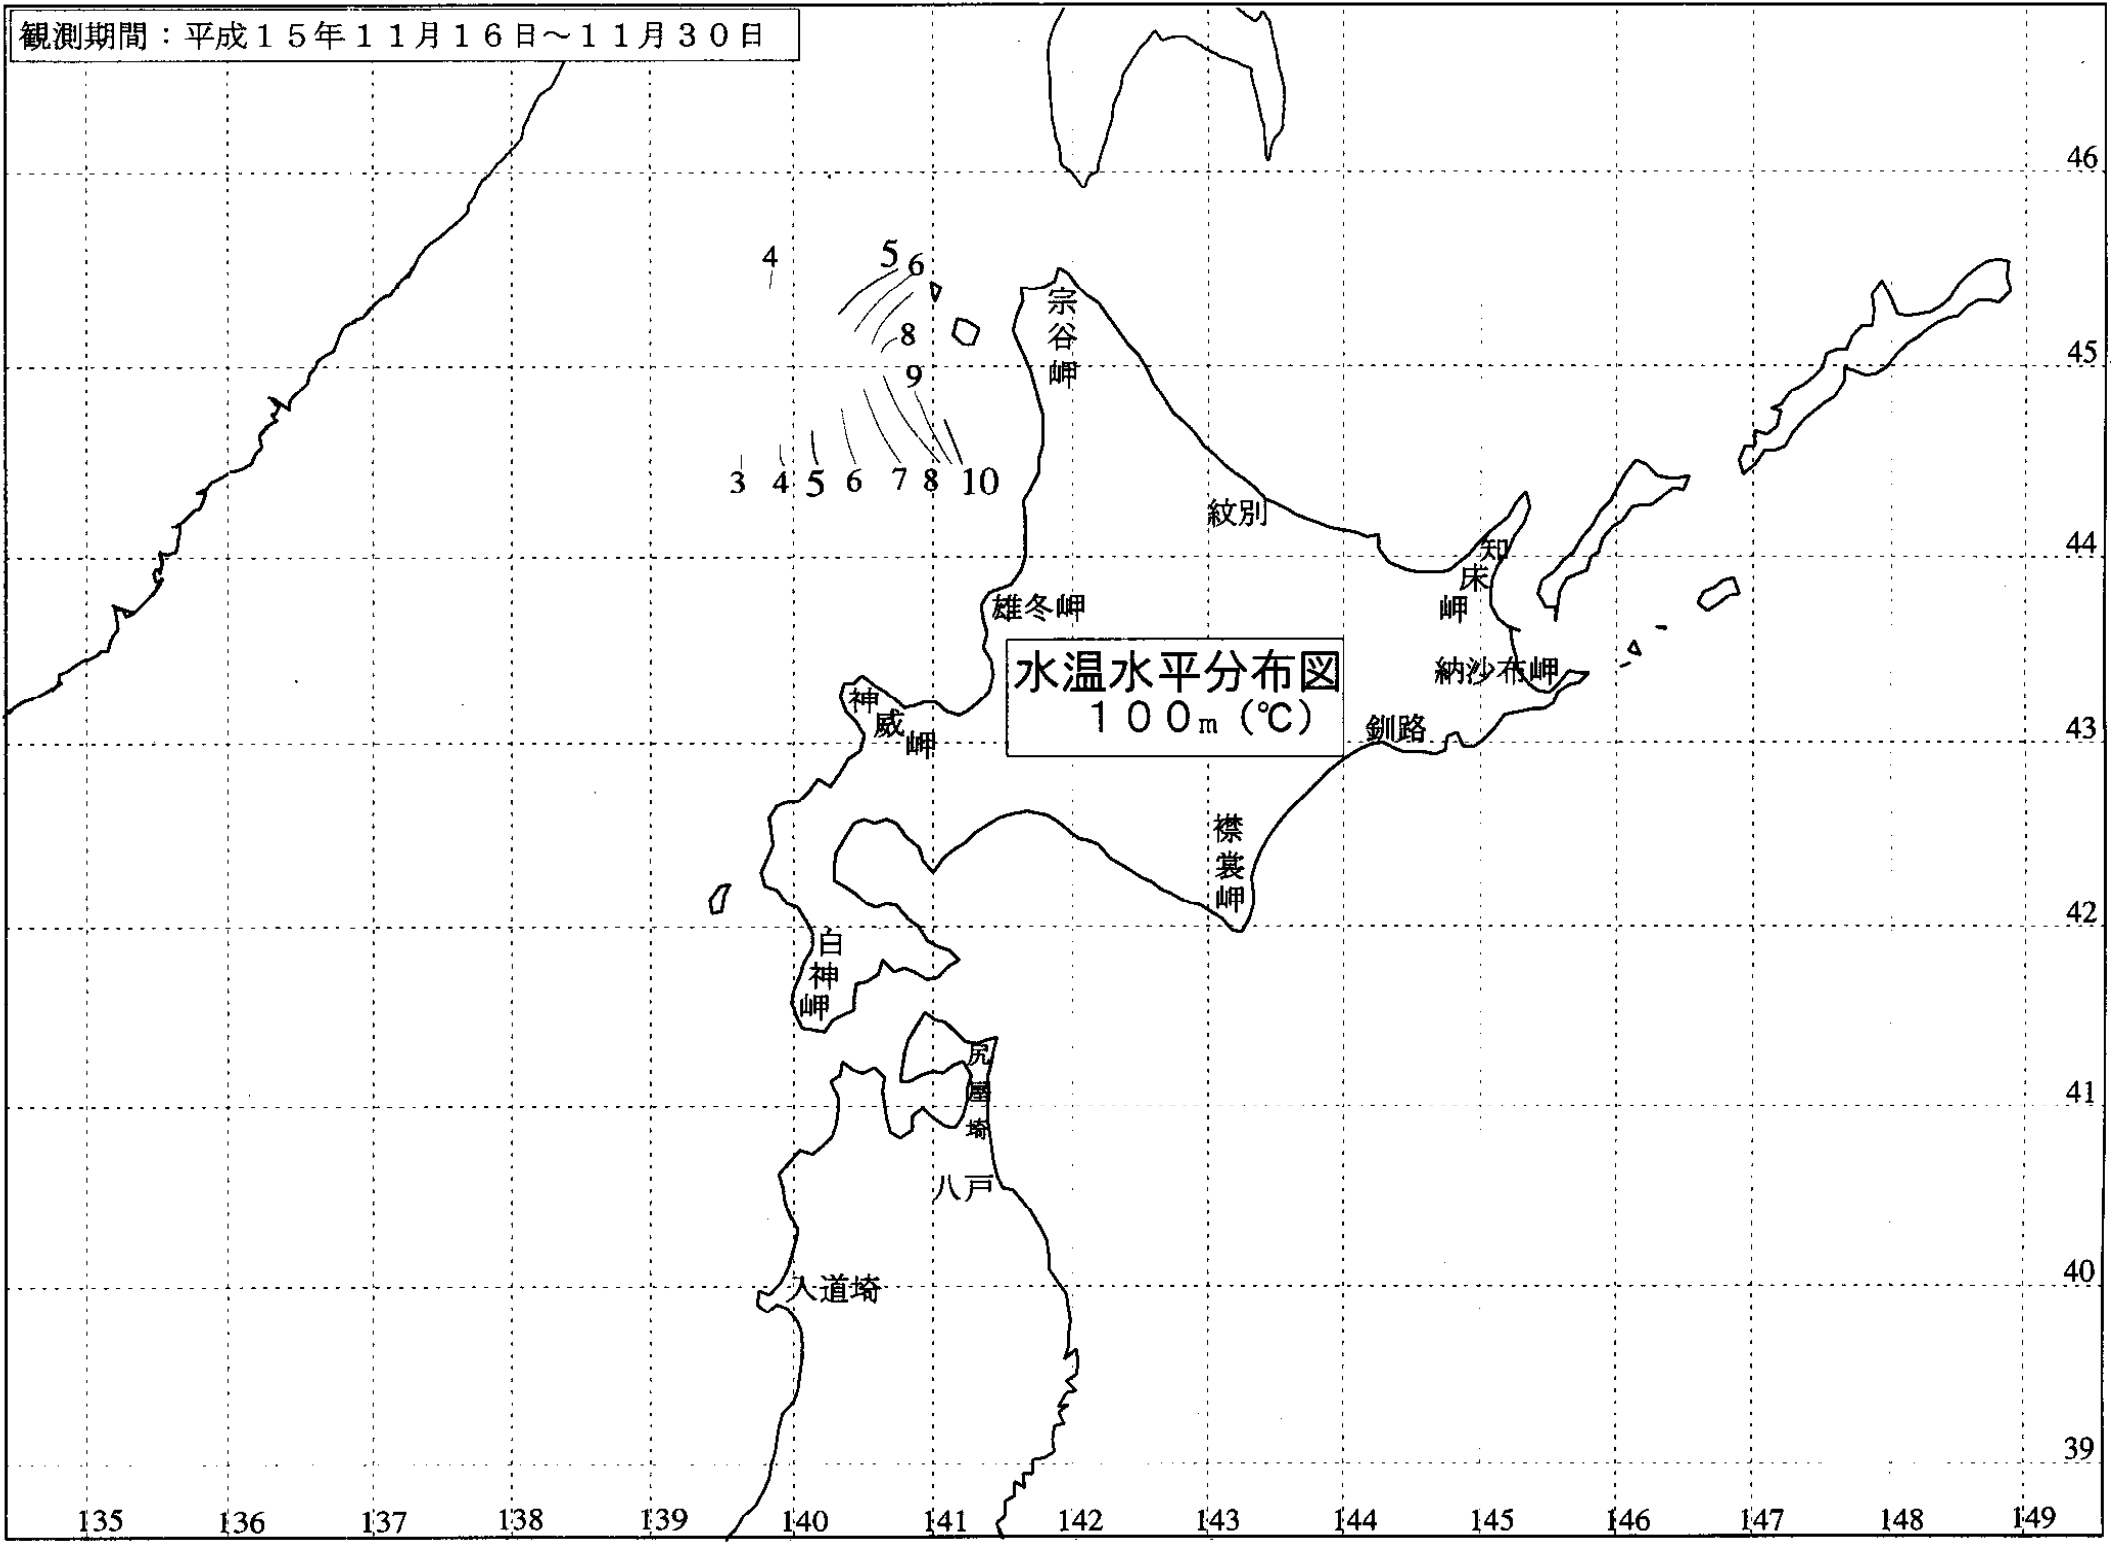 観測期間：平成１５年１１月１６日～１１月３０日
46
4
5
6
宗谷岬
8
45
9
3
4
5
6
7
8
10
紋別
44
知床岬
雄冬岬
水温水平分布図
１００ｍ（℃）
納沙布岬
神威岬
釧路
43
襟裳岬
42
白神岬
尻屋埼
41
八戸
入道埼
40
39
135
136
137
138
139
140
141
142
143
144
145
146
147
148
149